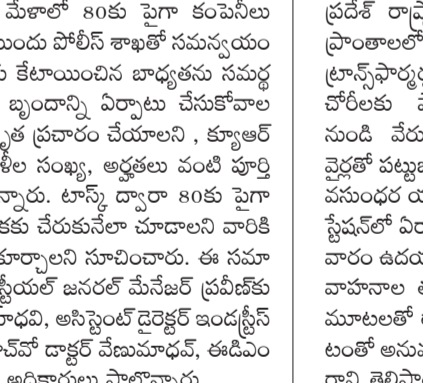 మేళాలో 80కు పైగా కంపెనీలు
యిందు పోలీస్ శాఖతో సమన్వయం
కేటాయించిన బాధ్యతను సమర్థ
బృందాన్ని ఏర్పాటు చేసుకోవాల
ృత ప్రచారం చేయాలని , క్యూఆర్
ళీల సంఖ్య, అర్హతలు వంటి పూర్తి
న్నారు. టాస్క్ ద్వారా 80కు పైగా
కకు చేరుకునేలా చూడాలని వారికి
కూర్చాలని సూచించారు. ఈ సమా
స్ట్రీయల్ జనరల్ మేనేజర్ ప్రవీణ్‌కు
ాధవి, అసిస్టెంట్ డైరెక్టర్ ఇండస్ట్రీస్
ాచ్‌వో డాక్టర్ వేణుమాధవ్, ఈడిఎం
అధికారులు పాల్గొన్నారు.
ప్రదేశ్ రాష్ట్ర
ప్రాంతాలలో
ట్రాన్స్‌ఫార్మర్
చోరీలకు
నుండి వేరు
వైర్లతో పట్టుబ
వసుంధర య
స్టేషన్‌లో ఏర
వారం ఉదయ
వాహనాల త
మూటలతో
టంతో అనుమ
రాని తెలిపా